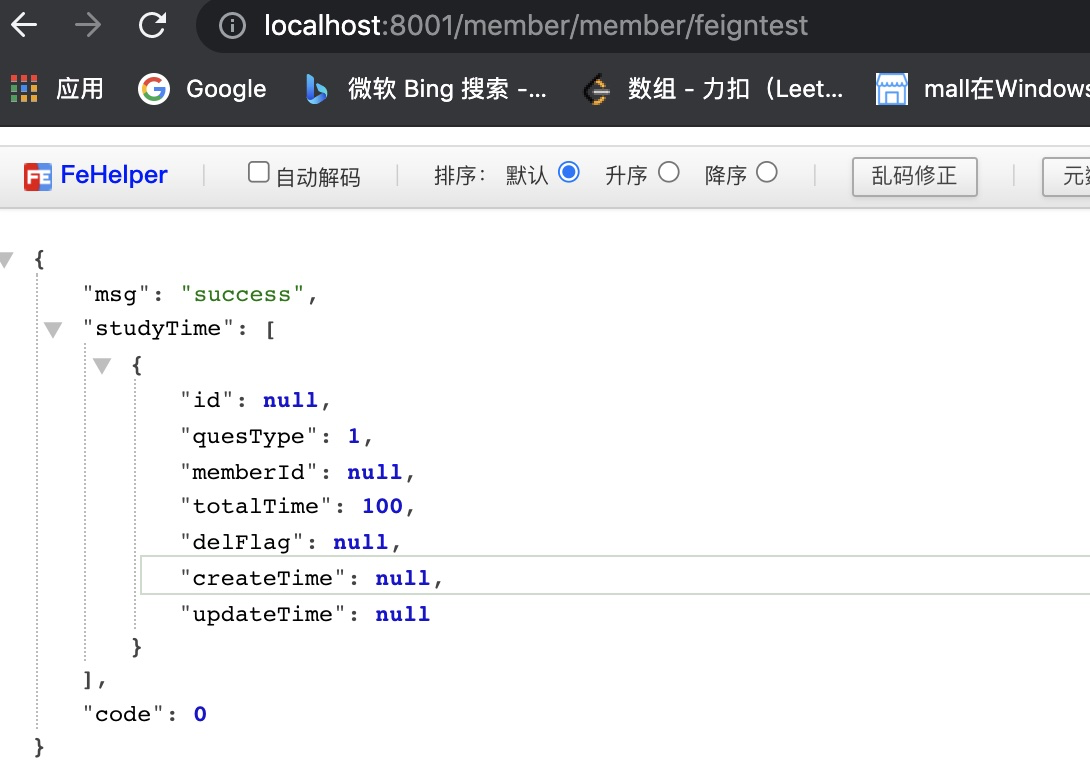 localhost:8001/member/member/feigntest
应用 Google 微软 Bing 搜索 -... 数组 - 力扣（Leet... mall在Windows
FeHelper 自动解码 排序： 默认 升序 降序 乱码修正 元
{
"msg": "success",
"studyTime": [
{
"id": null,
"quesType": 1,
"memberId": null,
"totalTime": 100,
"delFlag": null,
"createTime": null,
"updateTime": null
}
],
"code": 0
}